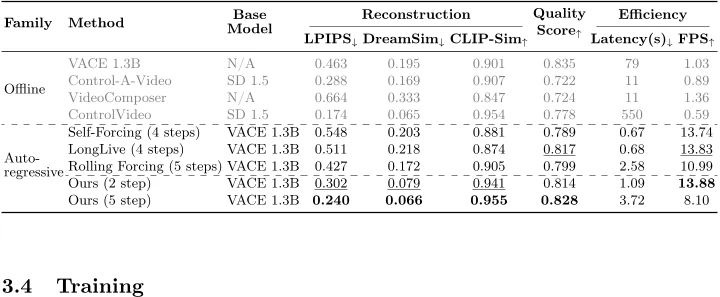 Family Method Base Model Reconstruction Quality Score↑ Efficiency
LPIPS↓ DreamSim↓ CLIP-Sim↑ Latency(s)↓ FPS↑
Offline
VACE 1.3B N/A 0.463 0.195 0.901 0.835 79 1.03
Control-A-Video SD 1.5 0.288 0.169 0.907 0.722 11 0.89
VideoComposer N/A 0.664 0.333 0.847 0.724 11 1.36
ControlVideo SD 1.5 0.174 0.065 0.954 0.778 550 0.59
Auto-regressive
Self-Forcing (4 steps) VACE 1.3B 0.548 0.203 0.881 0.789 0.67 13.74
LongLive (4 steps) VACE 1.3B 0.511 0.218 0.874 0.817 0.68 13.83
Rolling Forcing (5 steps) VACE 1.3B 0.427 0.172 0.905 0.799 2.58 10.99
Ours (2 step) VACE 1.3B 0.302 0.079 0.941 0.814 1.09 13.88
Ours (5 step) VACE 1.3B 0.240 0.066 0.955 0.828 3.72 8.10
3.4 Training